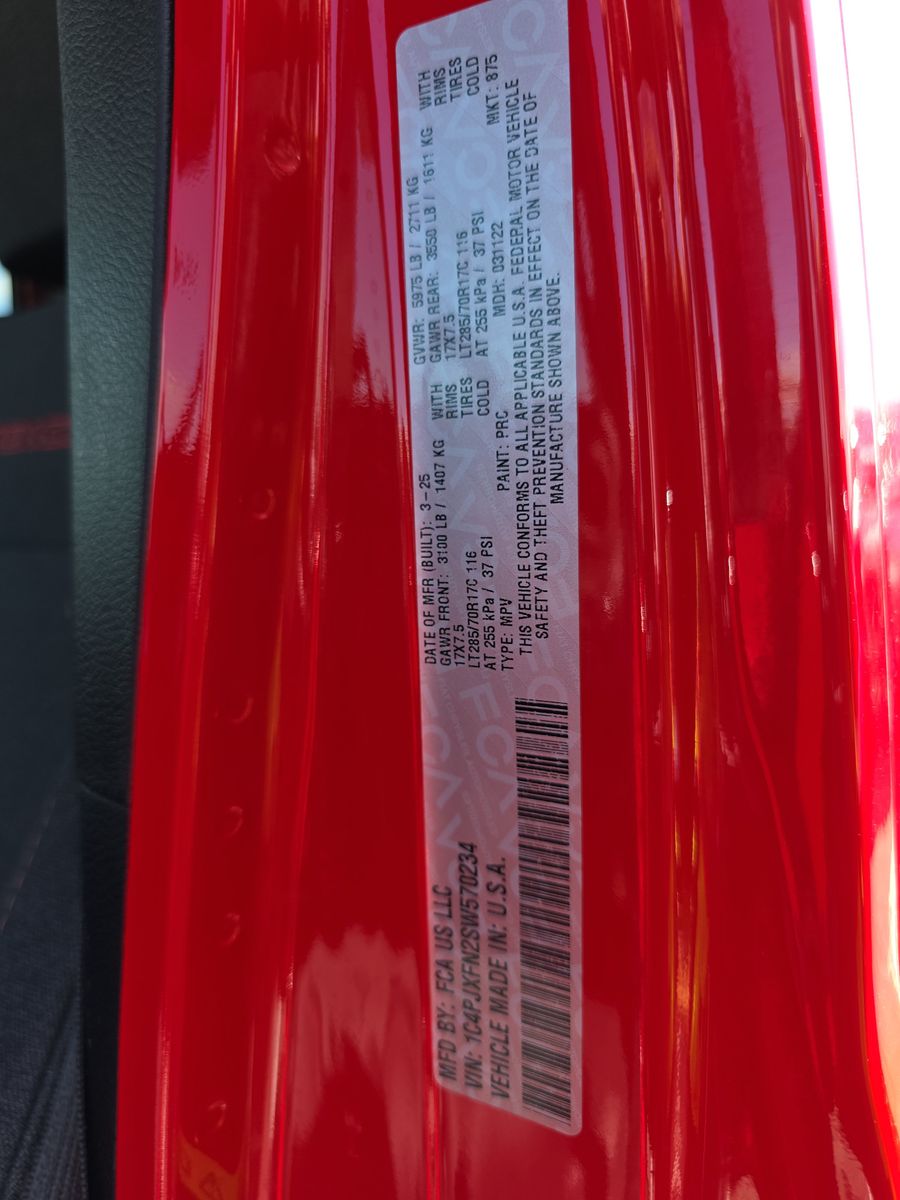 MFD BY: FCA US LLC
VIN: 1C4PJXFN2SW570234
VEHICLE MADE IN: U.S.A.
DATE OF MFR (BUILT): 3-25 GVWR: 5975 LB / 2711 KG
GAWR FRONT: 3100 LB / 1407 KG WITH GAWR REAR: 3550 LB / 1611 KG WITH
17X7.5 RIMS 17X7.5 RIMS
LT285/70R17C 116 TIRES LT285/70R17C 116 TIRES
AT 255 kPa / 37 PSI COLD AT 255 kPa / 37 PSI COLD
TYPE: MPV PAINT: PRC MDH: 031122 MKT: 875
THIS VEHICLE CONFORMS TO ALL APPLICABLE U.S.A. FEDERAL MOTOR VEHICLE
SAFETY AND THEFT PREVENTION STANDARDS IN EFFECT ON THE DATE OF
MANUFACTURE SHOWN ABOVE.